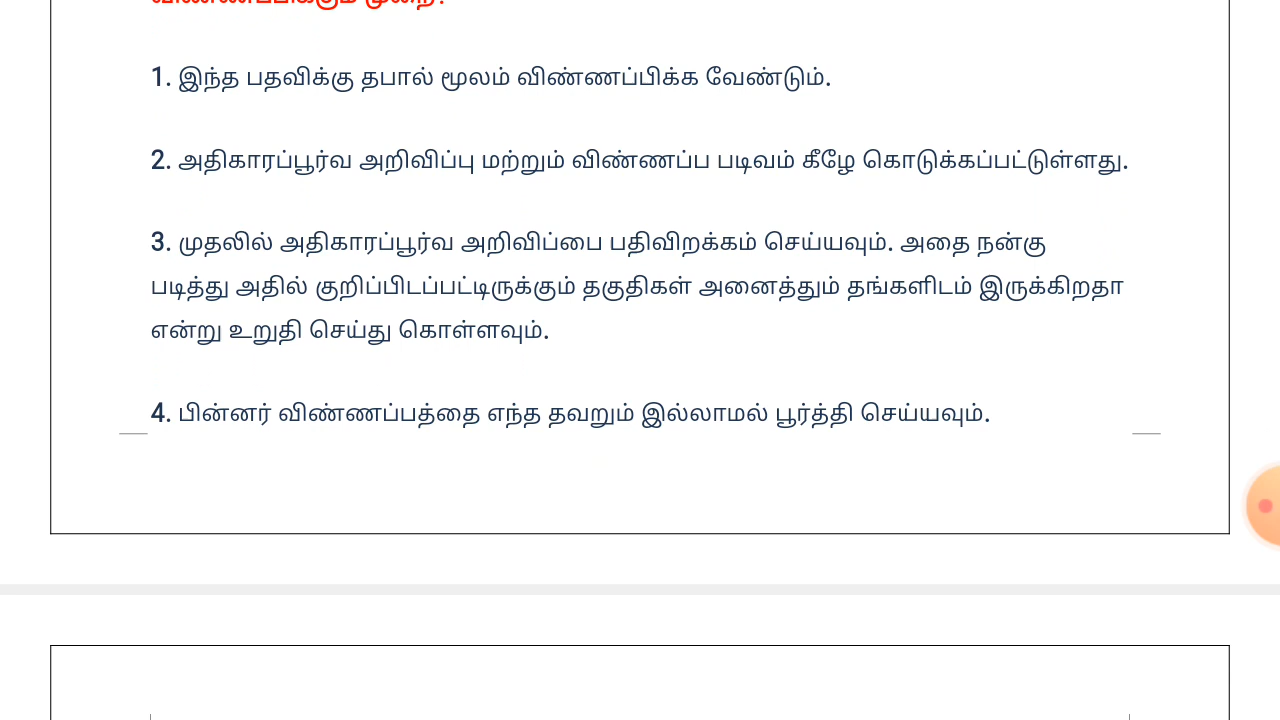 விண்ணப்பிக்கும் முறை?
1. இந்த பதவிக்கு தபால் மூலம் விண்ணப்பிக்க வேண்டும்.
2. அதிகாரப்பூர்வ அறிவிப்பு மற்றும் விண்ணப்ப படிவம் கீழே கொடுக்கப்பட்டுள்ளது.
3. முதலில் அதிகாரப்பூர்வ அறிவிப்பை பதிவிறக்கம் செய்யவும். அதை நன்கு
படித்து அதில் குறிப்பிடப்பட்டிருக்கும் தகுதிகள் அனைத்தும் தங்களிடம் இருக்கிறதா
என்று உறுதி செய்து கொள்ளவும்.
4. பின்னர் விண்ணப்பத்தை எந்த தவறும் இல்லாமல் பூர்த்தி செய்யவும்.